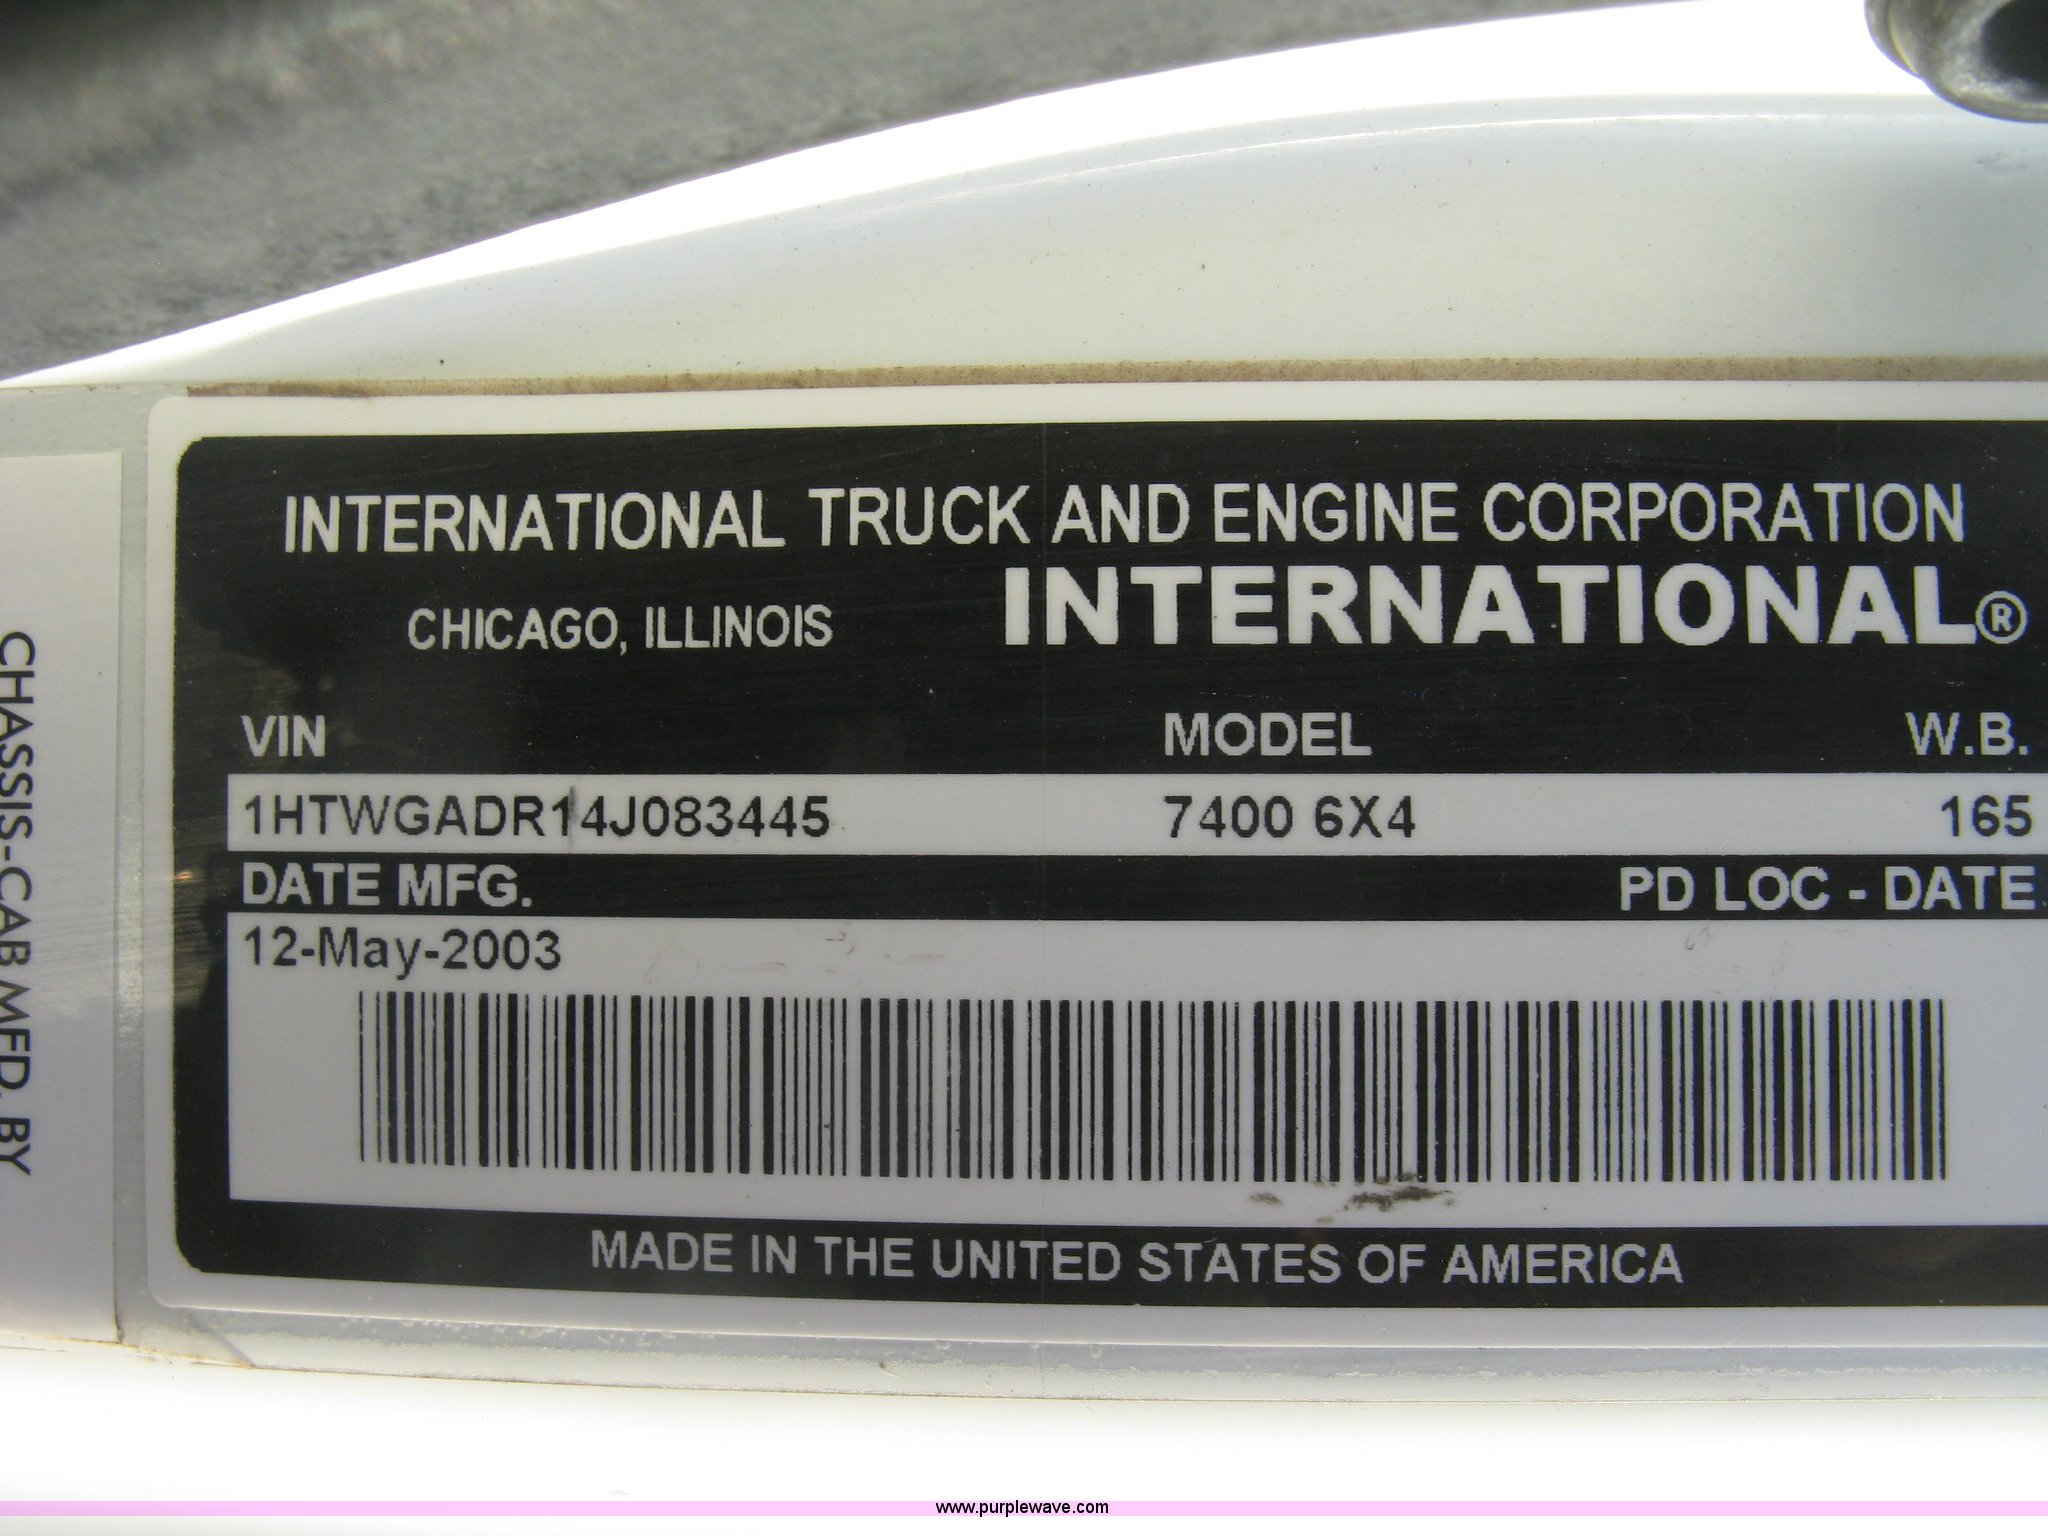 INTERNATIONAL TRUCK AND ENGINE CORPORATION
CHICAGO, ILLINOIS INTERNATIONAL®
VIN MODEL W.B.
1HTWGADR14J083445 7400 6X4 165
DATE MFG. PD LOC - DATE
12-May-2003
MADE IN THE UNITED STATES OF AMERICA
CHASSIS-CAB MFD. BY
www.purplewave.com